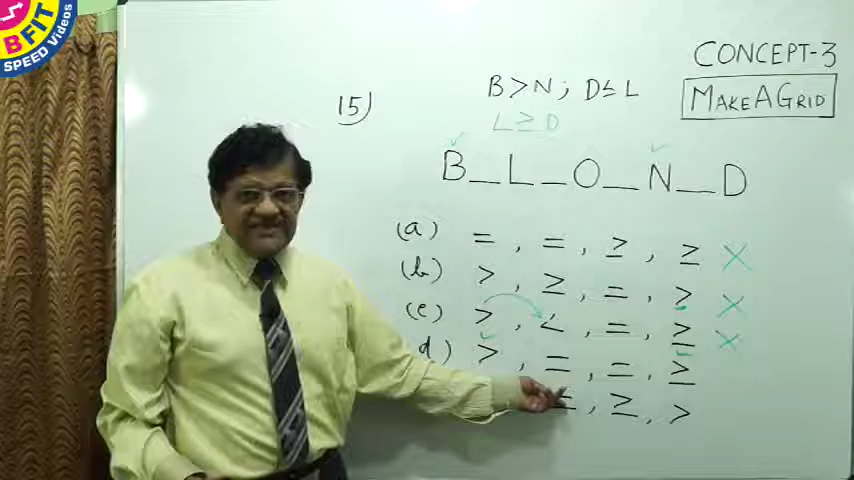 BFIT
SPEED VIDEOS
CONCEPT-3
MAKEAGRID
15)
B > N ; D ≤ L
L ≥ D
B _ L _ O _ N _ D
(a) = , = , ≥ , ≥ X
(b) > , ≥ , = , > X
(c) > , < , = , ≥ X
d) > , = , = , ≥
= , ≥ , >